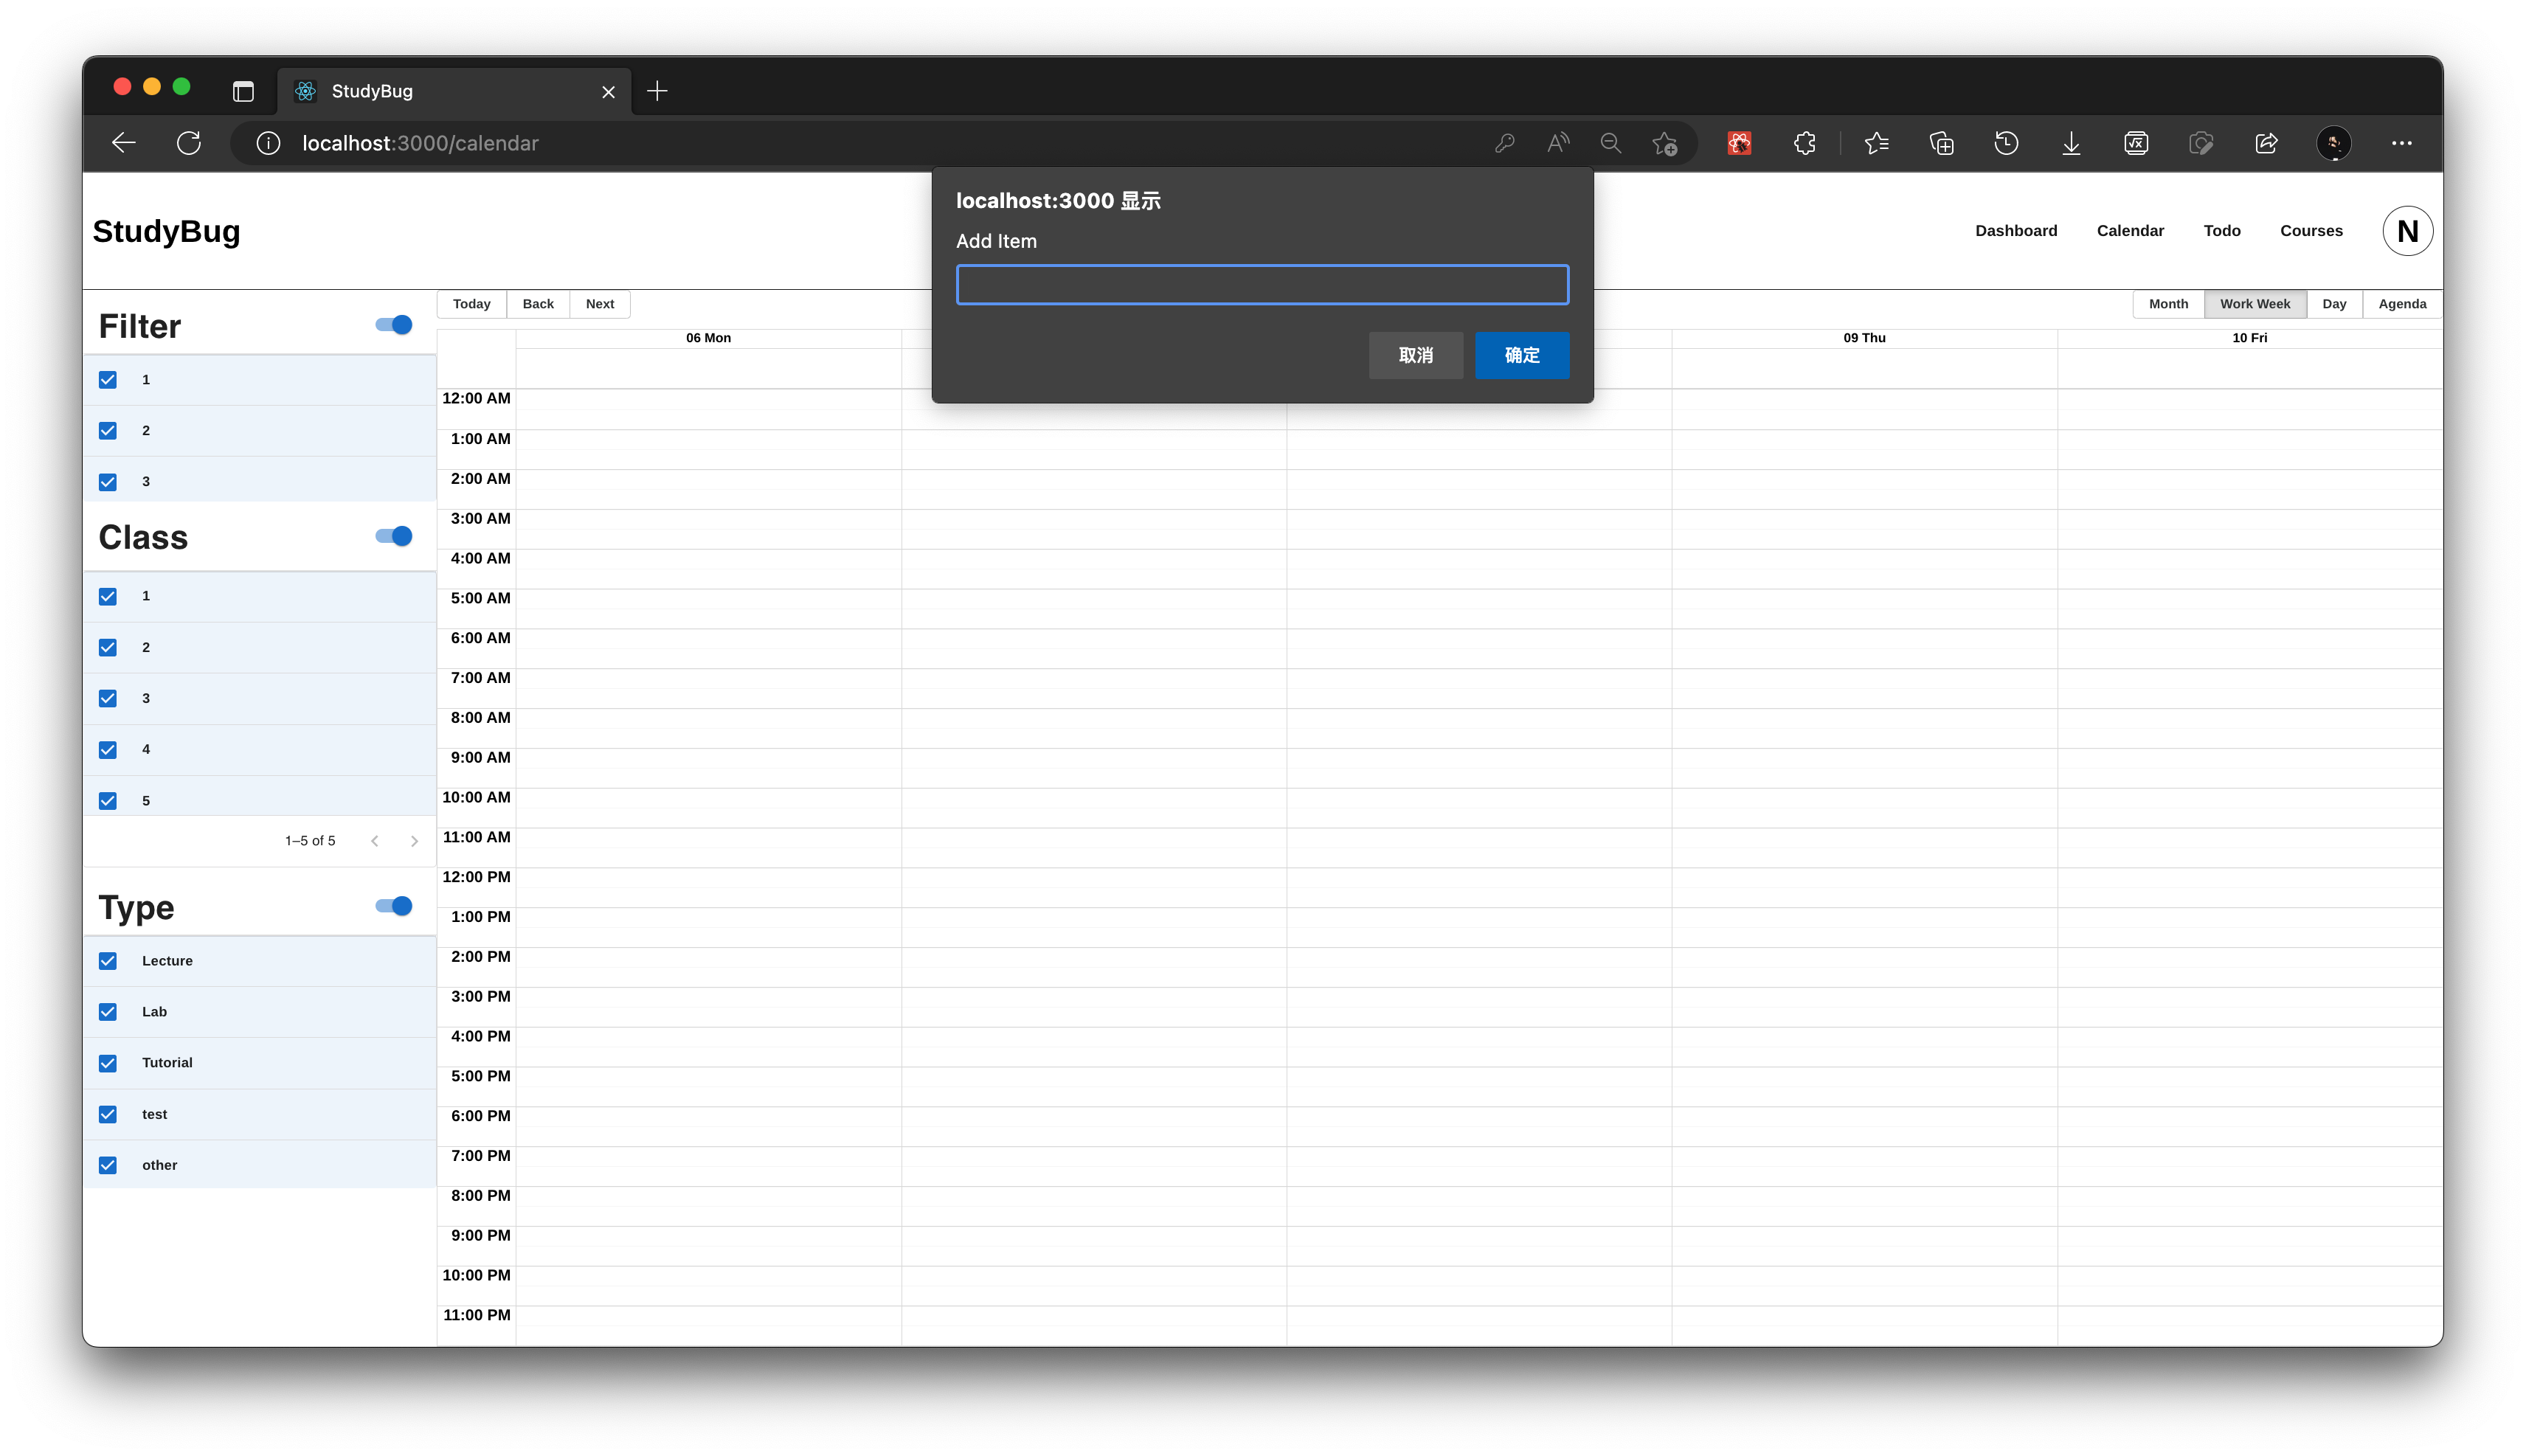 StudyBug
localhost:3000/calendar
localhost:3000 显示
Add Item
取消 确定
StudyBug
Dashboard Calendar Todo Courses N
Today Back Next
Month Work Week Day Agenda
06 Mon 09 Thu 10 Fri
Filter
1
2
3
Class
1
2
3
4
5
1–5 of 5
Type
Lecture
Lab
Tutorial
test
other
12:00 AM
1:00 AM
2:00 AM
3:00 AM
4:00 AM
5:00 AM
6:00 AM
7:00 AM
8:00 AM
9:00 AM
10:00 AM
11:00 AM
12:00 PM
1:00 PM
2:00 PM
3:00 PM
4:00 PM
5:00 PM
6:00 PM
7:00 PM
8:00 PM
9:00 PM
10:00 PM
11:00 PM